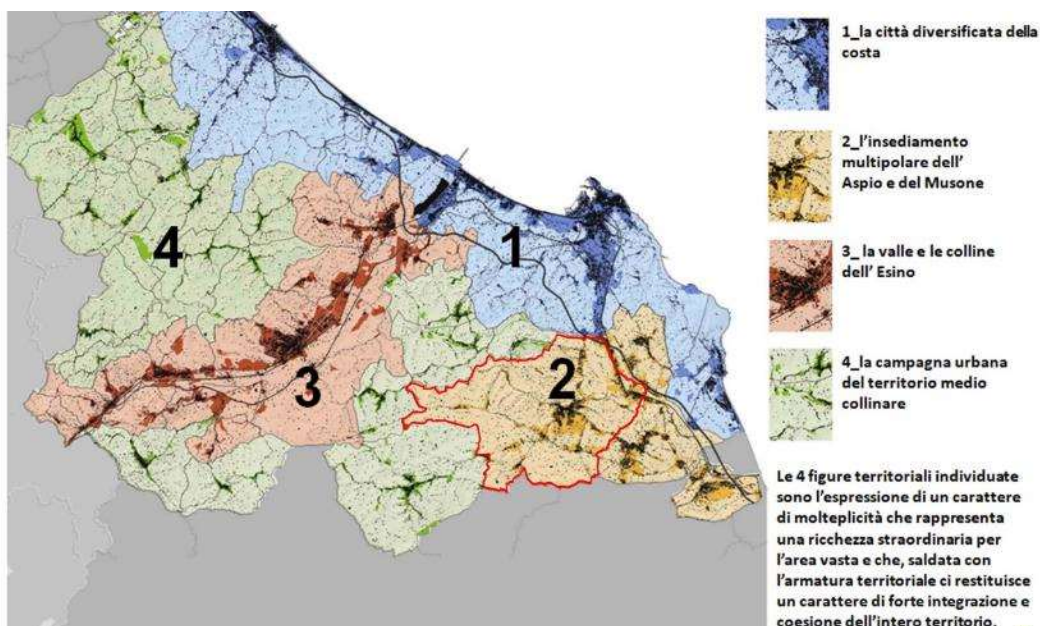 1_la città diversificata della
costa
2_l'insediamento
multipolare dell'
Aspio e del Musone
3_ la valle e le colline
dell' Esino
4_la campagna urbana
del territorio medio
collinare
Le 4 figure territoriali individuate
sono l'espressione di un carattere
di molteplicità che rappresenta
una ricchezza straordinaria per
l'area vasta e che, saldata con
l'armatura territoriale ci restituisce
un carattere di forte integrazione e
coesione dell'intero territorio.
4
1
3
2